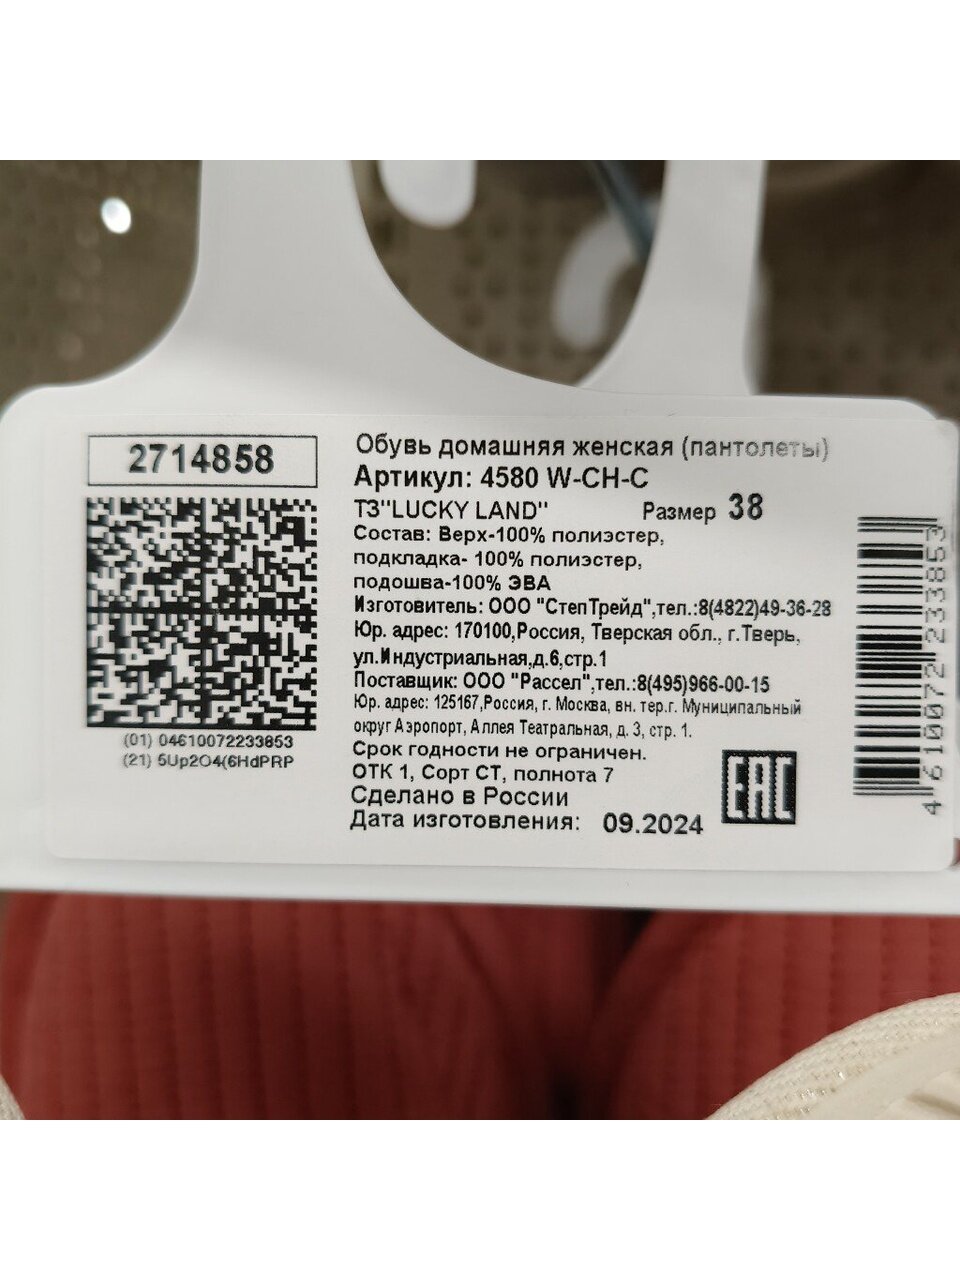 2714858
(01) 04610072233853
(21) 5Up2O4(6HdPRP
Обувь домашняя женская (пантолеты)
Артикул: 4580 W-CH-C
ТЗ"LUCKY LAND" Размер 38
Состав: Верх-100% полиэстер,
подкладка- 100% полиэстер,
подошва-100% ЭВА
Изготовитель: ООО "СтепТрейд",тел.:8(4822)49-36-28
Юр. адрес: 170100,Россия, Тверская обл., г.Тверь,
ул.Индустриальная,д.6,стр.1
Поставщик: ООО "Рассел",тел.:8(495)966-00-15
Юр. адрес: 125167,Россия, г. Москва, вн. тер.г. Муниципальный
округ Аэропорт, Аллея Театральная, д. 3, стр. 1.
Срок годности не ограничен.
ОТК 1, Сорт СТ, полнота 7
Сделано в России
Дата изготовления: 09.2024
EAC
4 610072 233853